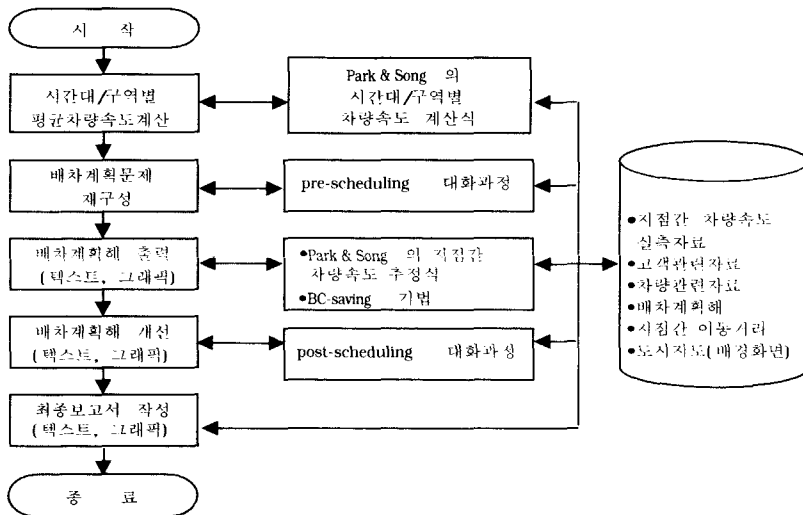 시 작
시간대/구역별
평균차량속도계산
Park & Song 의
시간대/구역별
차량속도 계산식
배차계획문제
재구성
pre-scheduling 대화과정
배차계획해 출력
(텍스트, 그래픽)
●Park & Song 의 지점간
차량속도 추정식
●BC-saving 기법
배차계획해 개선
(텍스트, 그래픽)
post-scheduling 대화과정
최종보고서 작성
(텍스트, 그래픽)
종 료
●지점간 차량속도
실측자료
●고객관련자료
●차량관련자료
●배차계획해
●지점간 이동거리
●도시지도(배경화면)